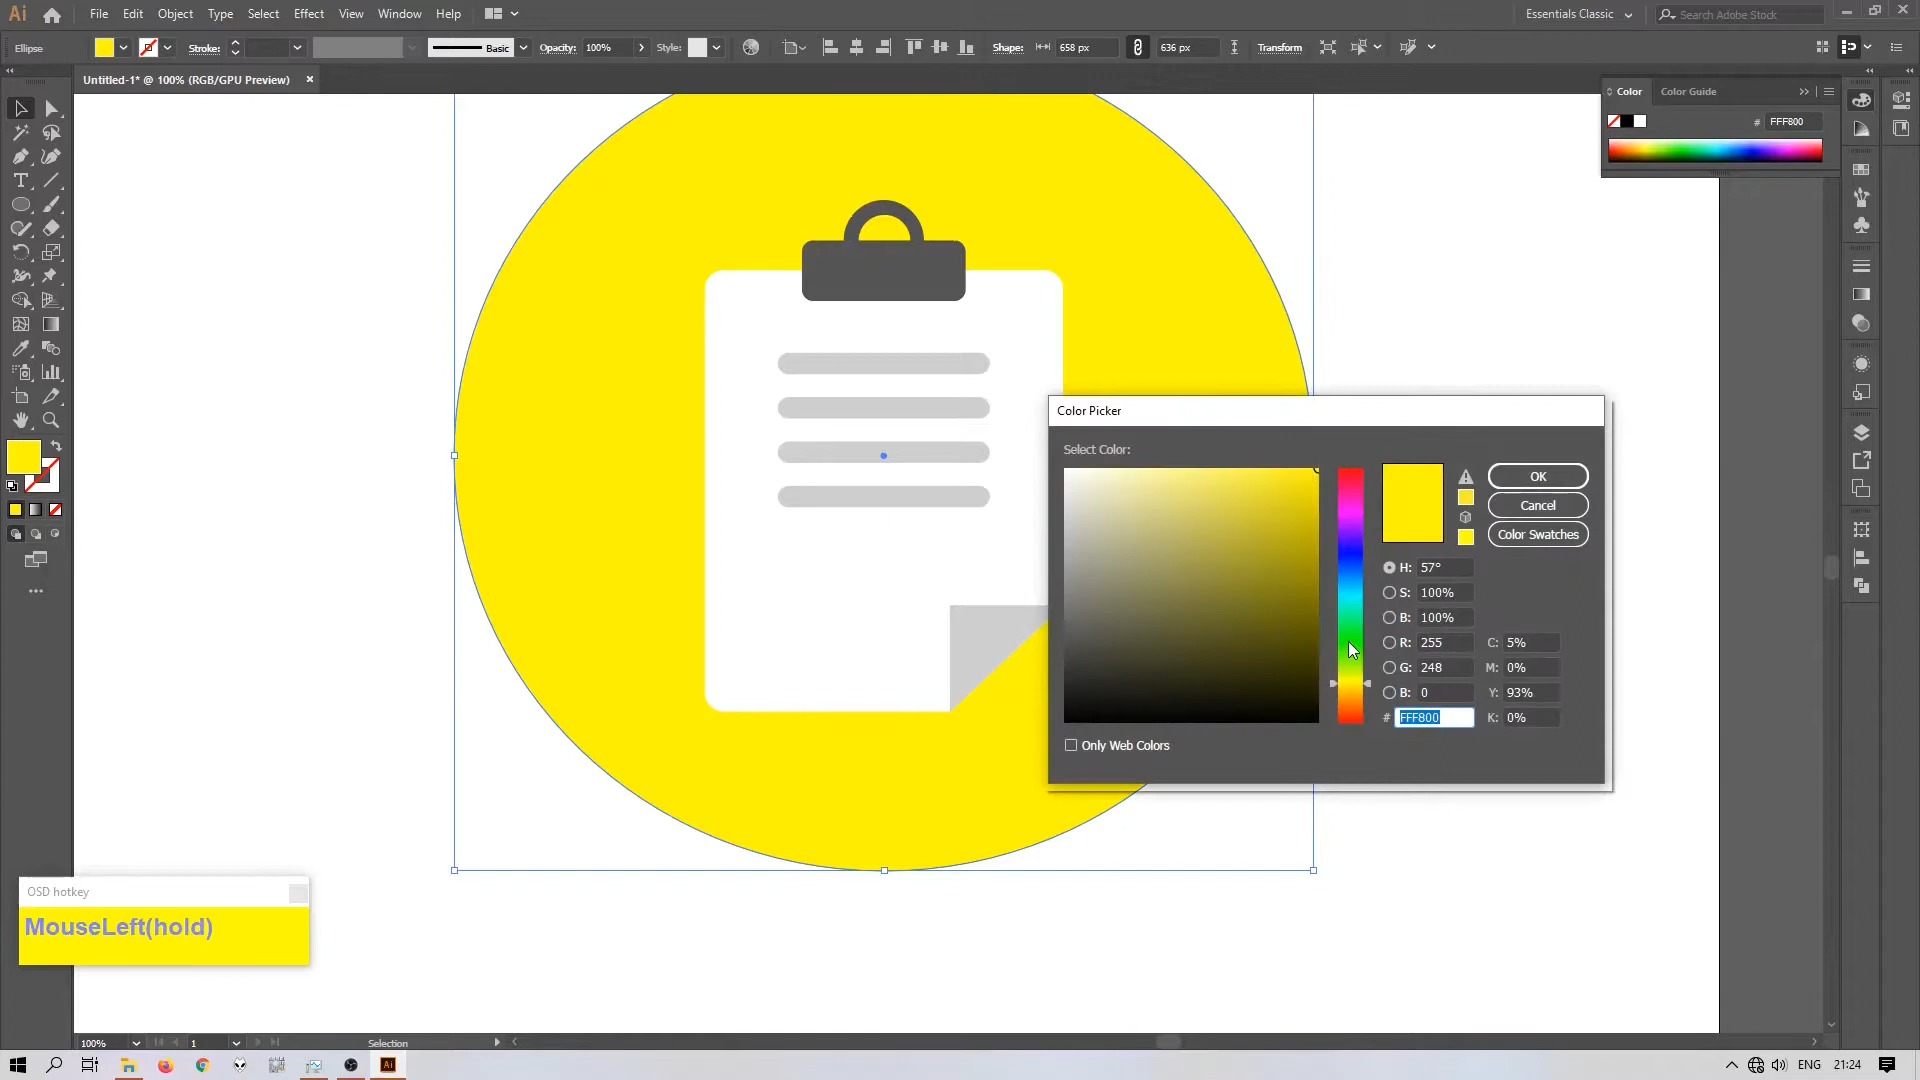 Ai File Edit Object Type Select Effect View Window Help Essentials Classic Search Adobe Stock
Ellipse Stroke: Basic Opacity: 100% Style: Shape: 658 px 636 px Transform
Untitled-1* @ 100% (RGB/GPU Preview) ×
Color Color Guide
# FFF800
Color Picker
Select Color:
OK
Cancel
Color Swatches
H: 57°
S: 100%
B: 100%
R: 255 C: 5%
G: 248 M: 0%
B: 0 Y: 93%
# FFF800 K: 0%
Only Web Colors
OSD hotkey
MouseLeft(hold)
100% 1 Selection
Ai ENG 21:24